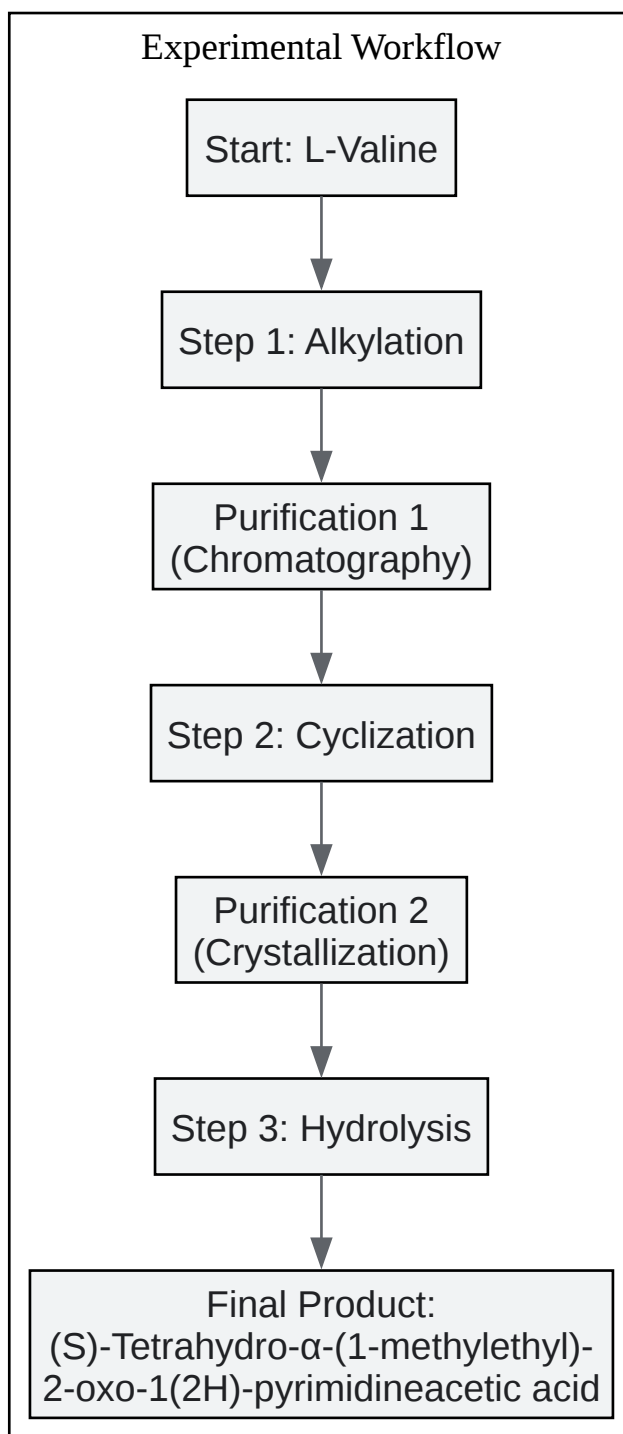 Experimental Workflow
Start: L-Valine
Step 1: Alkylation
Purification 1
(Chromatography)
Step 2: Cyclization
Purification 2
(Crystallization)
Step 3: Hydrolysis
Final Product:
(S)-Tetrahydro-α-(1-methylethyl)-
2-oxo-1(2H)-pyrimidineacetic acid